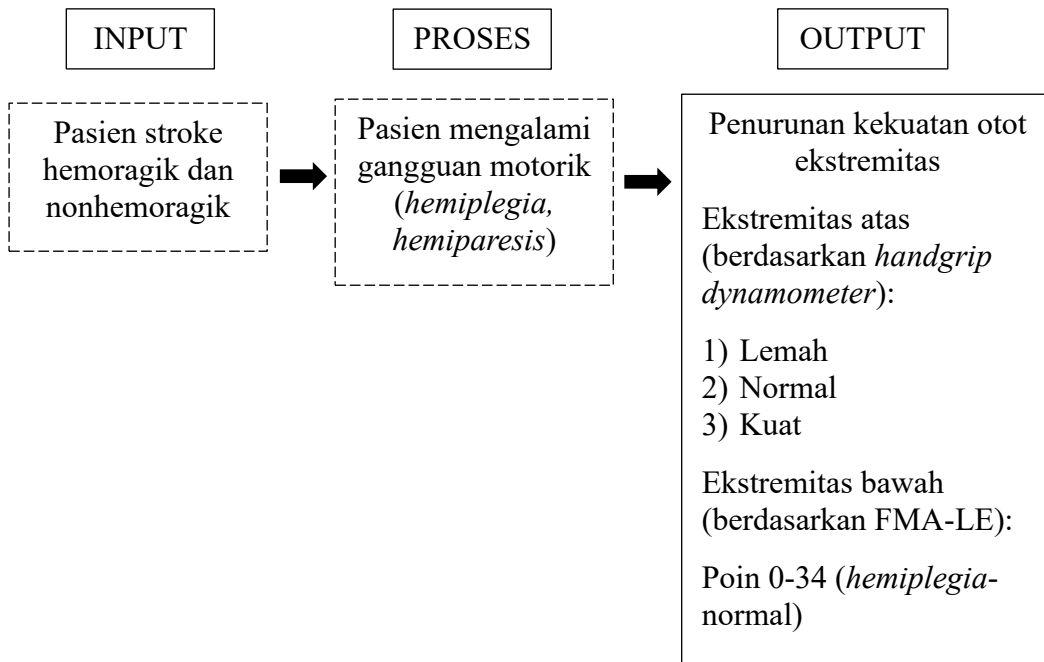 INPUT
PROSES
OUTPUT
Pasien stroke
hemoragik dan
nonhemoragik
Pasien mengalami
gangguan motorik
(hemiplegia,
hemiparesis)
Penurunan kekuatan otot
ekstremitas
Ekstremitas atas
(berdasarkan handgrip
dynamometer):
1) Lemah
2) Normal
3) Kuat
Ekstremitas bawah
(berdasarkan FMA-LE):
Poin 0-34 (hemiplegia-
normal)